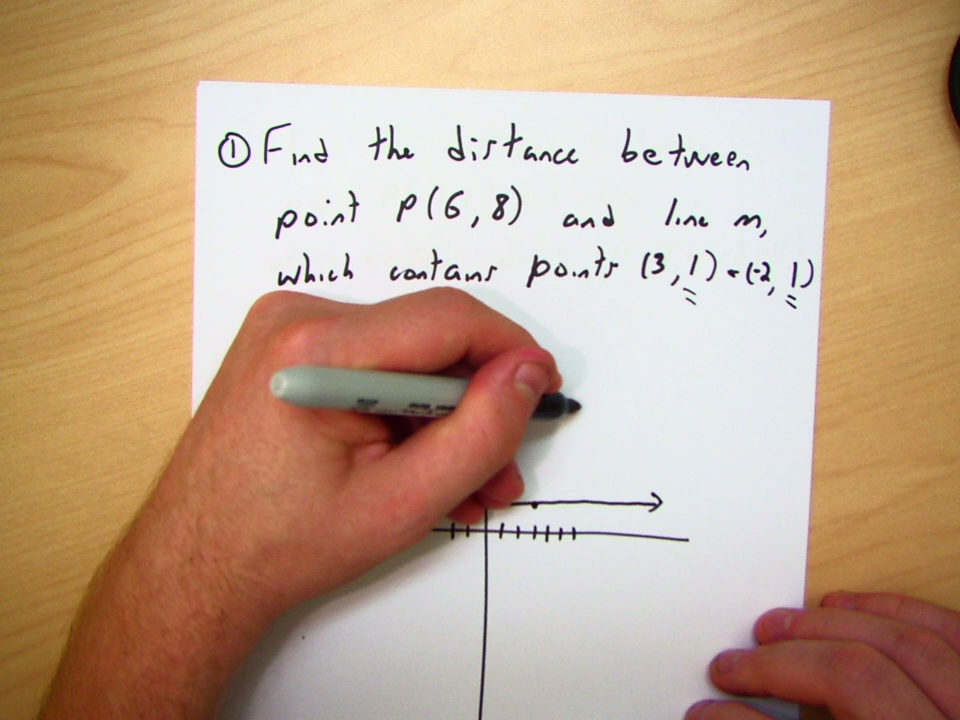 ① Find the distance between
point P(6,8) and line m,
which contains points (3,1) + (-2,1)